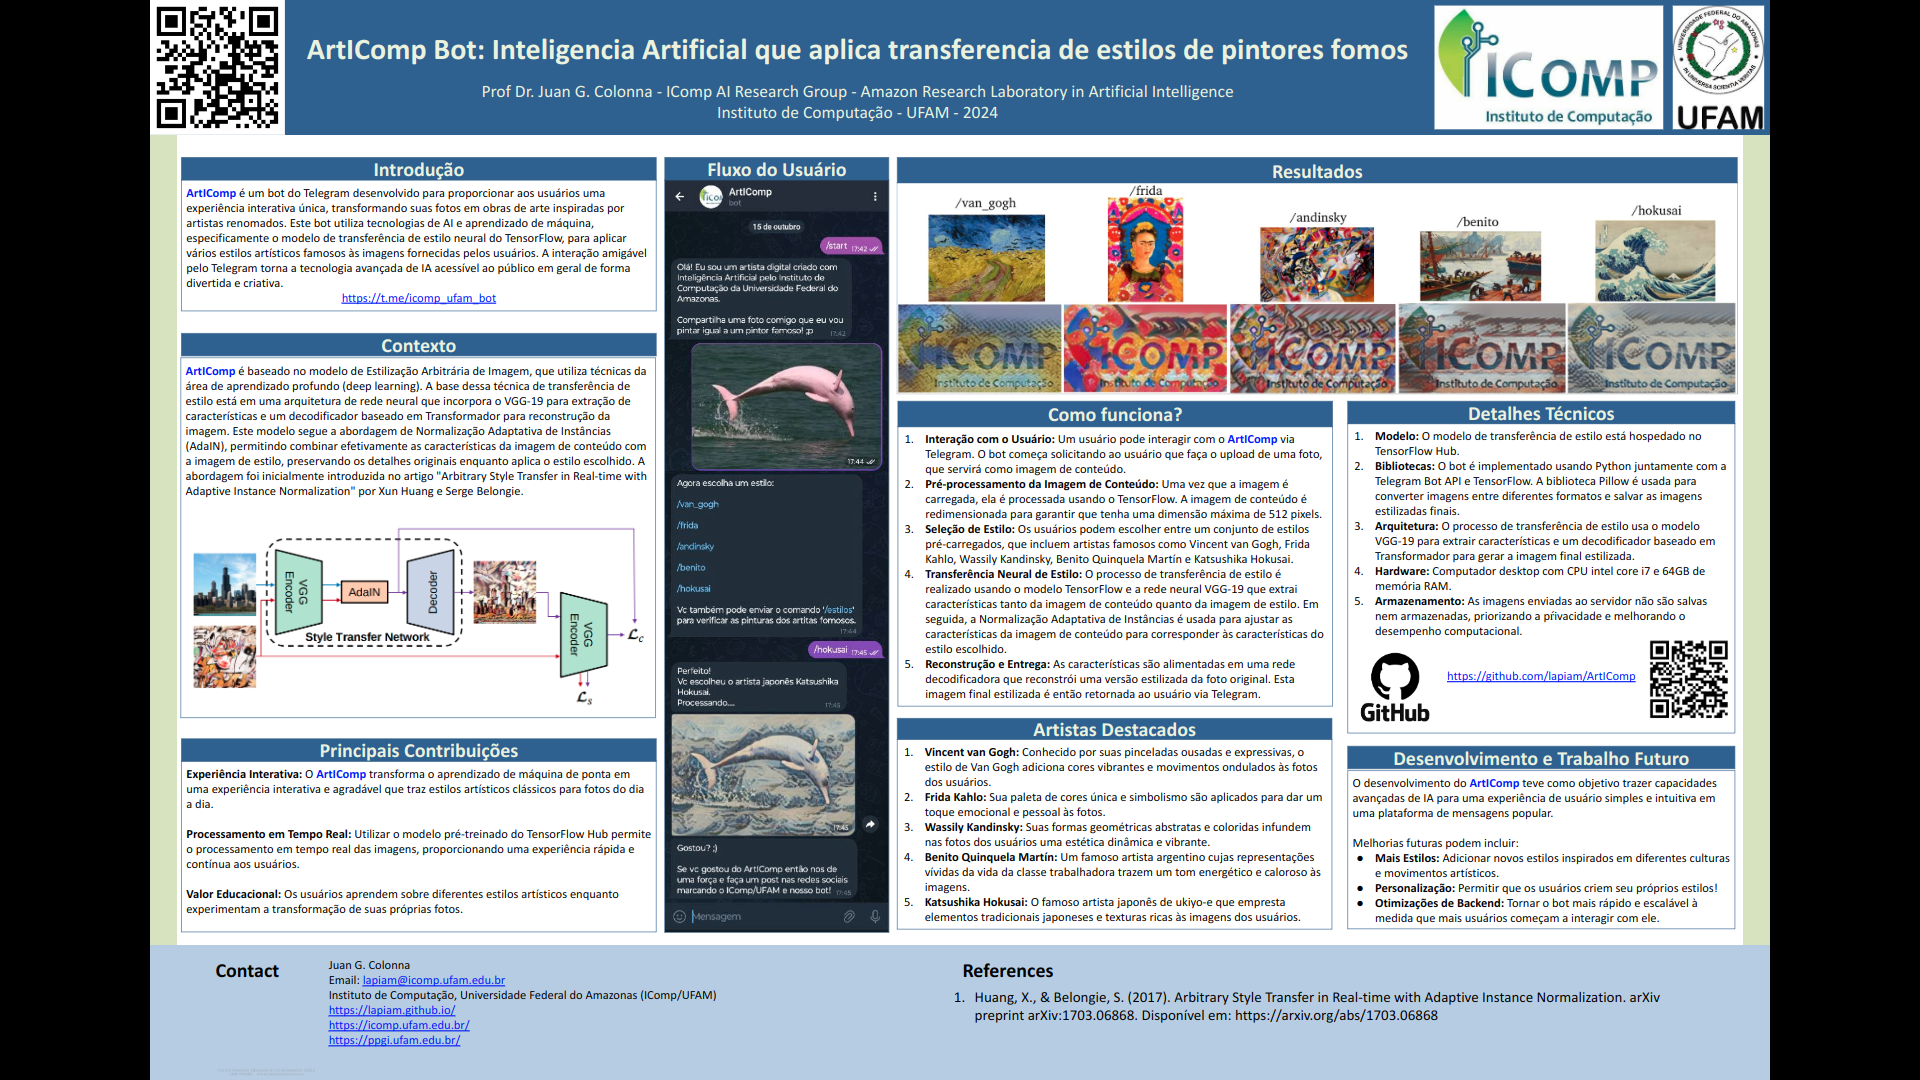 ArtIComp Bot: Inteligencia Artificial que aplica transferencia de estilos de pintores fomos
Prof Dr. Juan G. Colonna - IComp AI Research Group - Amazon Research Laboratory in Artificial Intelligence
Instituto de Computação - UFAM - 2024
ICOMP
Instituto de Computação
UNIVERSIDADE FEDERAL DO AMAZONAS
IN UNIVERSA SCIENTIA VERITAS
UFAM
Introdução
ArtIComp é um bot do Telegram desenvolvido para proporcionar aos usuários uma
experiência interativa única, transformando suas fotos em obras de arte inspiradas por
artistas renomados. Este bot utiliza tecnologias de AI e aprendizado de máquina,
especificamente o modelo de transferência de estilo neural do TensorFlow, para aplicar
vários estilos artísticos famosos às imagens fornecidas pelos usuários. A interação amigável
pelo Telegram torna a tecnologia avançada de IA acessível ao público em geral de forma
divertida e criativa.
https://t.me/icomp_ufam_bot
Contexto
ArtIComp é baseado no modelo de Estilização Arbitrária de Imagem, que utiliza técnicas da
área de aprendizado profundo (deep learning). A base dessa técnica de transferência de
estilo está em uma arquitetura de rede neural que incorpora o VGG-19 para extração de
características e um decodificador baseado em Transformador para reconstrução da
imagem. Este modelo segue a abordagem de Normalização Adaptativa de Instâncias
(AdaIN), permitindo combinar efetivamente as características da imagem de conteúdo com
a imagem de estilo, preservando os detalhes originais enquanto aplica o estilo escolhido. A
abordagem foi inicialmente introduzida no artigo "Arbitrary Style Transfer in Real-time with
Adaptive Instance Normalization" por Xun Huang e Serge Belongie.
VGG
Encoder
AdaIN
Decoder
Style Transfer Network
VGG
Encoder
ℒc
ℒs
Principais Contribuições
Experiência Interativa: O ArtIComp transforma o aprendizado de máquina de ponta em
uma experiência interativa e agradável que traz estilos artísticos clássicos para fotos do dia
a dia.
Processamento em Tempo Real: Utilizar o modelo pré-treinado do TensorFlow Hub permite
o processamento em tempo real das imagens, proporcionando uma experiência rápida e
contínua aos usuários.
Valor Educacional: Os usuários aprendem sobre diferentes estilos artísticos enquanto
experimentam a transformação de suas próprias fotos.
Fluxo do Usuário
ArtIComp
bot
15 de outubro
/start 17:42
Olá! Eu sou um artista digital criado com
Inteligência Artificial pelo Instituto de
Computação da Universidade Federal do
Amazonas.
Compartilha uma foto comigo que eu vou
pintar igual a um pintor famoso! ;p 17:42
17:44
Agora escolha um estilo:
/van_gogh
/frida
/andinsky
/benito
/hokusai
Vc também pode enviar o comando '/estilos'
para verificar as pinturas dos artitas fomosos.
17:44
/hokusai 17:45
Perfeito!
Vc escolheu o artista japonês Katsushika
Hokusai.
Processando.... 17:45
17:45
Gostou? ;)
Se vc gostou do ArtIComp então nos de
uma força e faça um post nas redes sociais
marcando o IComp/UFAM e nosso bot! 17:45
Mensagem
Resultados
/van_gogh
/frida
/andinsky
/benito
/hokusai
ICOMP
Instituto de Computação
ICOMP
Instituto de Computação
ICOMP
Instituto de Computação
ICOMP
Instituto de Computação
ICOMP
Instituto de Computação
Como funciona?
1. Interação com o Usuário: Um usuário pode interagir com o ArtIComp via
Telegram. O bot começa solicitando ao usuário que faça o upload de uma foto,
que servirá como imagem de conteúdo.
2. Pré-processamento da Imagem de Conteúdo: Uma vez que a imagem é
carregada, ela é processada usando o TensorFlow. A imagem de conteúdo é
redimensionada para garantir que tenha uma dimensão máxima de 512 pixels.
3. Seleção de Estilo: Os usuários podem escolher entre um conjunto de estilos
pré-carregados, que incluem artistas famosos como Vincent van Gogh, Frida
Kahlo, Wassily Kandinsky, Benito Quinquela Martín e Katsushika Hokusai.
4. Transferência Neural de Estilo: O processo de transferência de estilo é
realizado usando o modelo TensorFlow e a rede neural VGG-19 que extrai
características tanto da imagem de conteúdo quanto da imagem de estilo. Em
seguida, a Normalização Adaptativa de Instâncias é usada para ajustar as
características da imagem de conteúdo para corresponder às características do
estilo escolhido.
5. Reconstrução e Entrega: As características são alimentadas em uma rede
decodificadora que reconstrói uma versão estilizada da foto original. Esta
imagem final estilizada é então retornada ao usuário via Telegram.
Artistas Destacados
1. Vincent van Gogh: Conhecido por suas pinceladas ousadas e expressivas, o
estilo de Van Gogh adiciona cores vibrantes e movimentos ondulados às fotos
dos usuários.
2. Frida Kahlo: Sua paleta de cores única e simbolismo são aplicados para dar um
toque emocional e pessoal às fotos.
3. Wassily Kandinsky: Suas formas geométricas abstratas e coloridas infundem
nas fotos dos usuários uma estética dinâmica e vibrante.
4. Benito Quinquela Martín: Um famoso artista argentino cujas representações
vívidas da vida da classe trabalhadora trazem um tom energético e caloroso às
imagens.
5. Katsushika Hokusai: O famoso artista japonês de ukiyo-e que empresta
elementos tradicionais japoneses e texturas ricas às imagens dos usuários.
Detalhes Técnicos
1. Modelo: O modelo de transferência de estilo está hospedado no
TensorFlow Hub.
2. Bibliotecas: O bot é implementado usando Python juntamente com a
Telegram Bot API e TensorFlow. A biblioteca Pillow é usada para
converter imagens entre diferentes formatos e salvar as imagens
estilizadas finais.
3. Arquitetura: O processo de transferência de estilo usa o modelo
VGG-19 para extrair características e um decodificador baseado em
Transformador para gerar a imagem final estilizada.
4. Hardware: Computador desktop com CPU intel core i7 e 64GB de
memória RAM.
5. Armazenamento: As imagens enviadas ao servidor não são salvas
nem armazenadas, priorizando a privacidade e melhorando o
desempenho computacional.
GitHub
https://github.com/lapiam/ArtIComp
Desenvolvimento e Trabalho Futuro
O desenvolvimento do ArtIComp teve como objetivo trazer capacidades
avançadas de IA para uma experiência de usuário simples e intuitiva em
uma plataforma de mensagens popular.
Melhorias futuras podem incluir:
● Mais Estilos: Adicionar novos estilos inspirados em diferentes culturas
e movimentos artísticos.
● Personalização: Permitir que os usuários criem seu próprios estilos!
● Otimizações de Backend: Tornar o bot mais rápido e escalável à
medida que mais usuários começam a interagir com ele.
Contact
Juan G. Colonna
Email: lapiam@icomp.ufam.edu.br
Instituto de Computação, Universidade Federal do Amazonas (IComp/UFAM)
https://lapiam.github.io/
https://icomp.ufam.edu.br/
https://ppgi.ufam.edu.br/
References
1. Huang, X., & Belongie, S. (2017). Arbitrary Style Transfer in Real-time with Adaptive Instance Normalization. arXiv
preprint arXiv:1703.06868. Disponível em: https://arxiv.org/abs/1703.06868